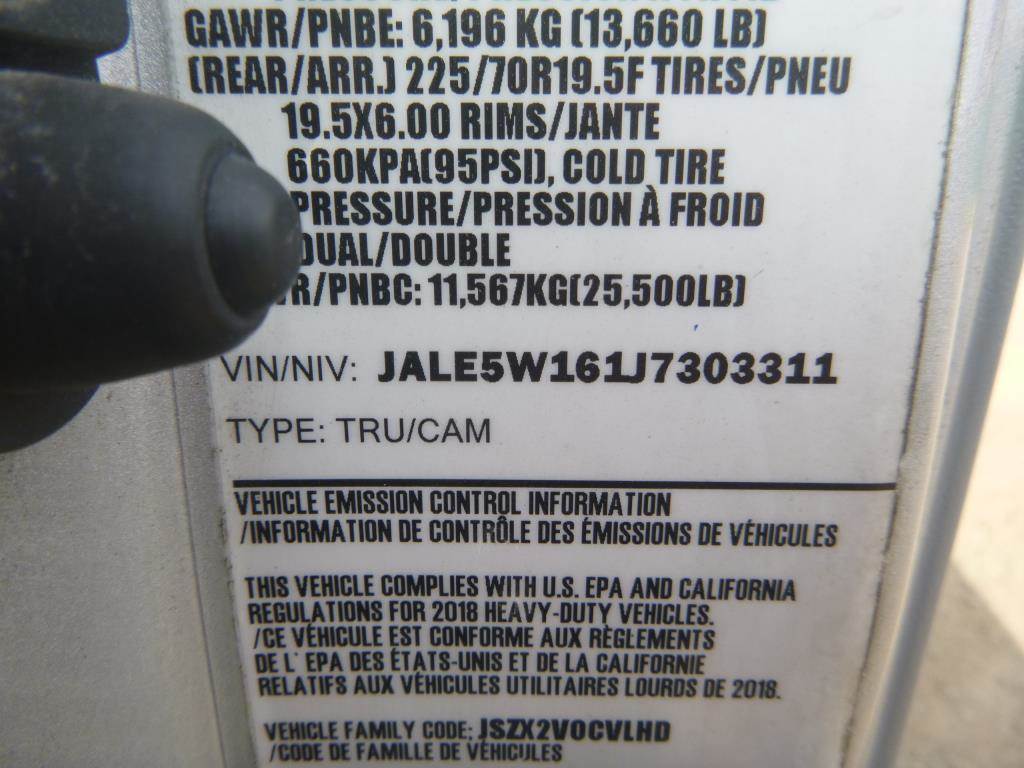 GAWR/PNBE: 6,196 KG (13,660 LB)
(REAR/ARR.) 225/70R19.5F TIRES/PNEU
19.5X6.00 RIMS/JANTE
660KPA(95PSI), COLD TIRE
PRESSURE/PRESSION À FROID
DUAL/DOUBLE
/PNBC: 11,567KG(25,500LB)
VIN/NIV: JALE5W161J7303311
TYPE: TRU/CAM
VEHICLE EMISSION CONTROL INFORMATION
/INFORMATION DE CONTRÔLE DES ÉMISSIONS DE VÉHICULES
THIS VEHICLE COMPLIES WITH U.S. EPA AND CALIFORNIA
REGULATIONS FOR 2018 HEAVY-DUTY VEHICLES.
/CE VÉHICULE EST CONFORME AUX RÈGLEMENTS
DE L' EPA DES ÉTATS-UNIS ET DE LA CALIFORNIE
RELATIFS AUX VÉHICULES UTILITAIRES LOURDS DE 2018.
VEHICLE FAMILY CODE: JSZX2VOCVLHD
/CODE DE FAMILLE DE VÉHICULES